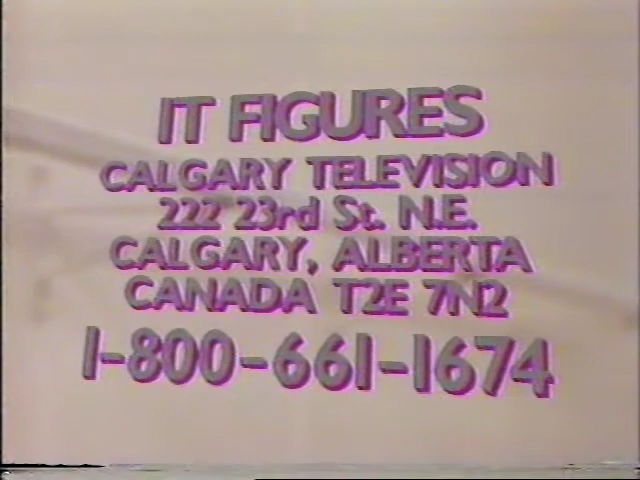 IT FIGURES
CALGARY TELEVISION
222 23rd St. N.E.
CALGARY, ALBERTA
CANADA T2E 7N2
1-800-661-1674